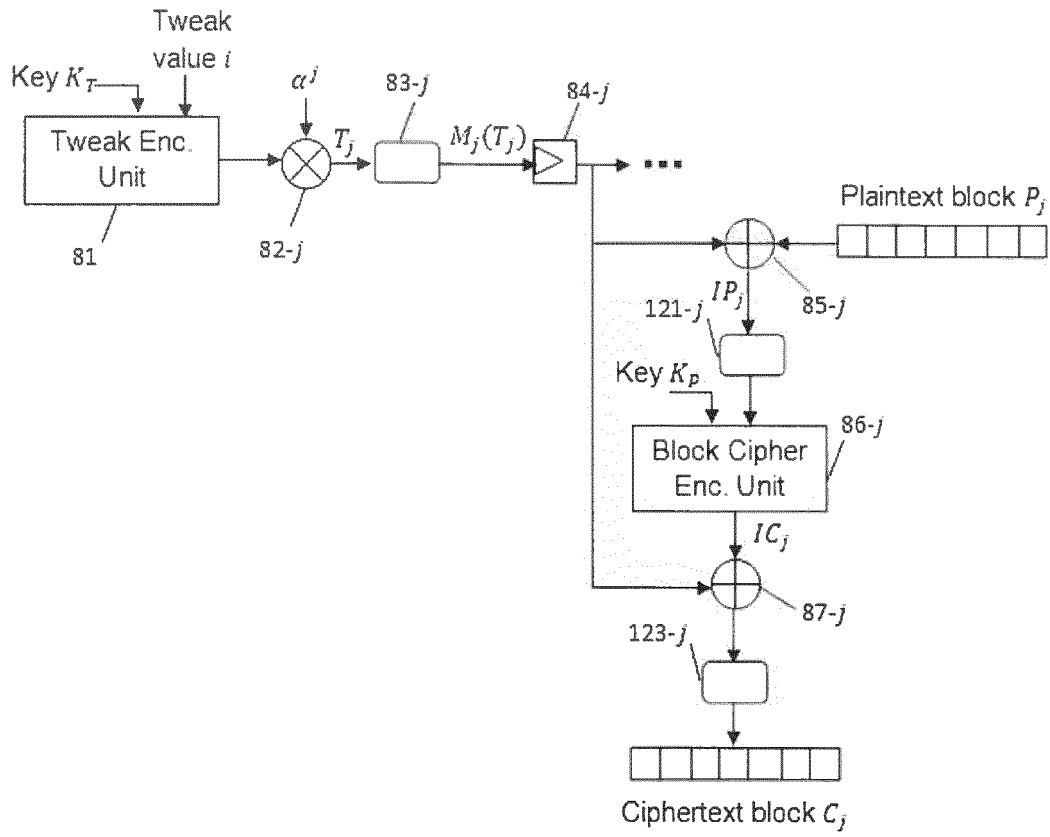 Tweak
value i
Key K_T
α^j
83-j
84-j
T_j
M_j(T_j)
Tweak Enc.
Unit
81
82-j
Plaintext block P_j
85-j
IP_j
121-j
Key K_p
86-j
Block Cipher
Enc. Unit
IC_j
87-j
123-j
Ciphertext block C_j